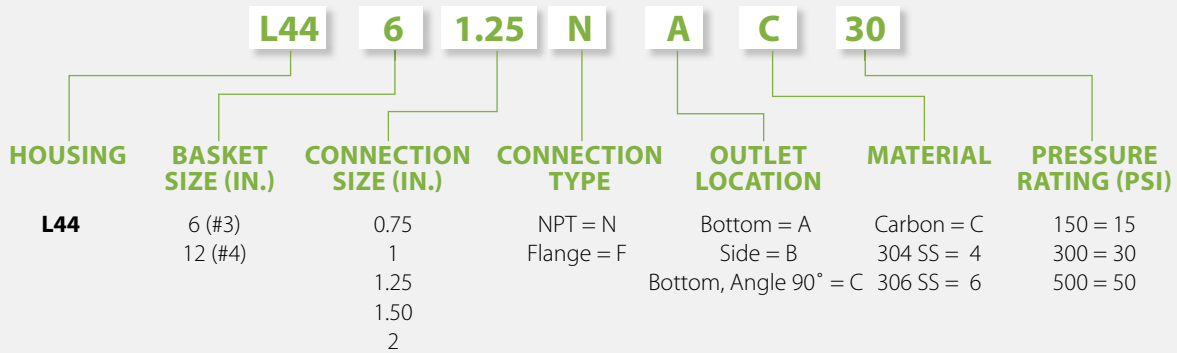 L44 6 1.25 N A C 30
HOUSING BASKET CONNECTION CONNECTION OUTLET MATERIAL PRESSURE
SIZE (IN.) SIZE (IN.) TYPE LOCATION RATING (PSI)
L44 6 (#3) 0.75 NPT = N Bottom = A Carbon = C 150 = 15
12 (#4) 1 Flange = F Side = B 304 SS = 4 300 = 30
1.25 Bottom, Angle 90˚ = C 306 SS = 6 500 = 50
1.50
2